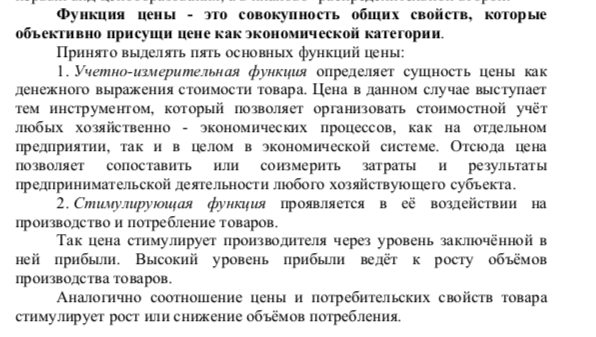 Функция цены - это совокупность общих свойств, которые
объективно присущи цене как экономической категории.
Принято выделять пять основных функций цены:
1. Учетно-измерительная функция определяет сущность цены как
денежного выражения стоимости товара. Цена в данном случае выступает
тем инструментом, который позволяет организовать стоимостной учёт
любых хозяйственно - экономических процессов, как на отдельном
предприятии, так и в целом в экономической системе. Отсюда цена
позволяет сопоставить или соизмерить затраты и результаты
предпринимательской деятельности любого хозяйствующего субъекта.
2. Стимулирующая функция проявляется в её воздействии на
производство и потребление товаров.
Так цена стимулирует производителя через уровень заключённой в
ней прибыли. Высокий уровень прибыли ведёт к росту объёмов
производства товаров.
Аналогично соотношение цены и потребительских свойств товара
стимулирует рост или снижение объёмов потребления.